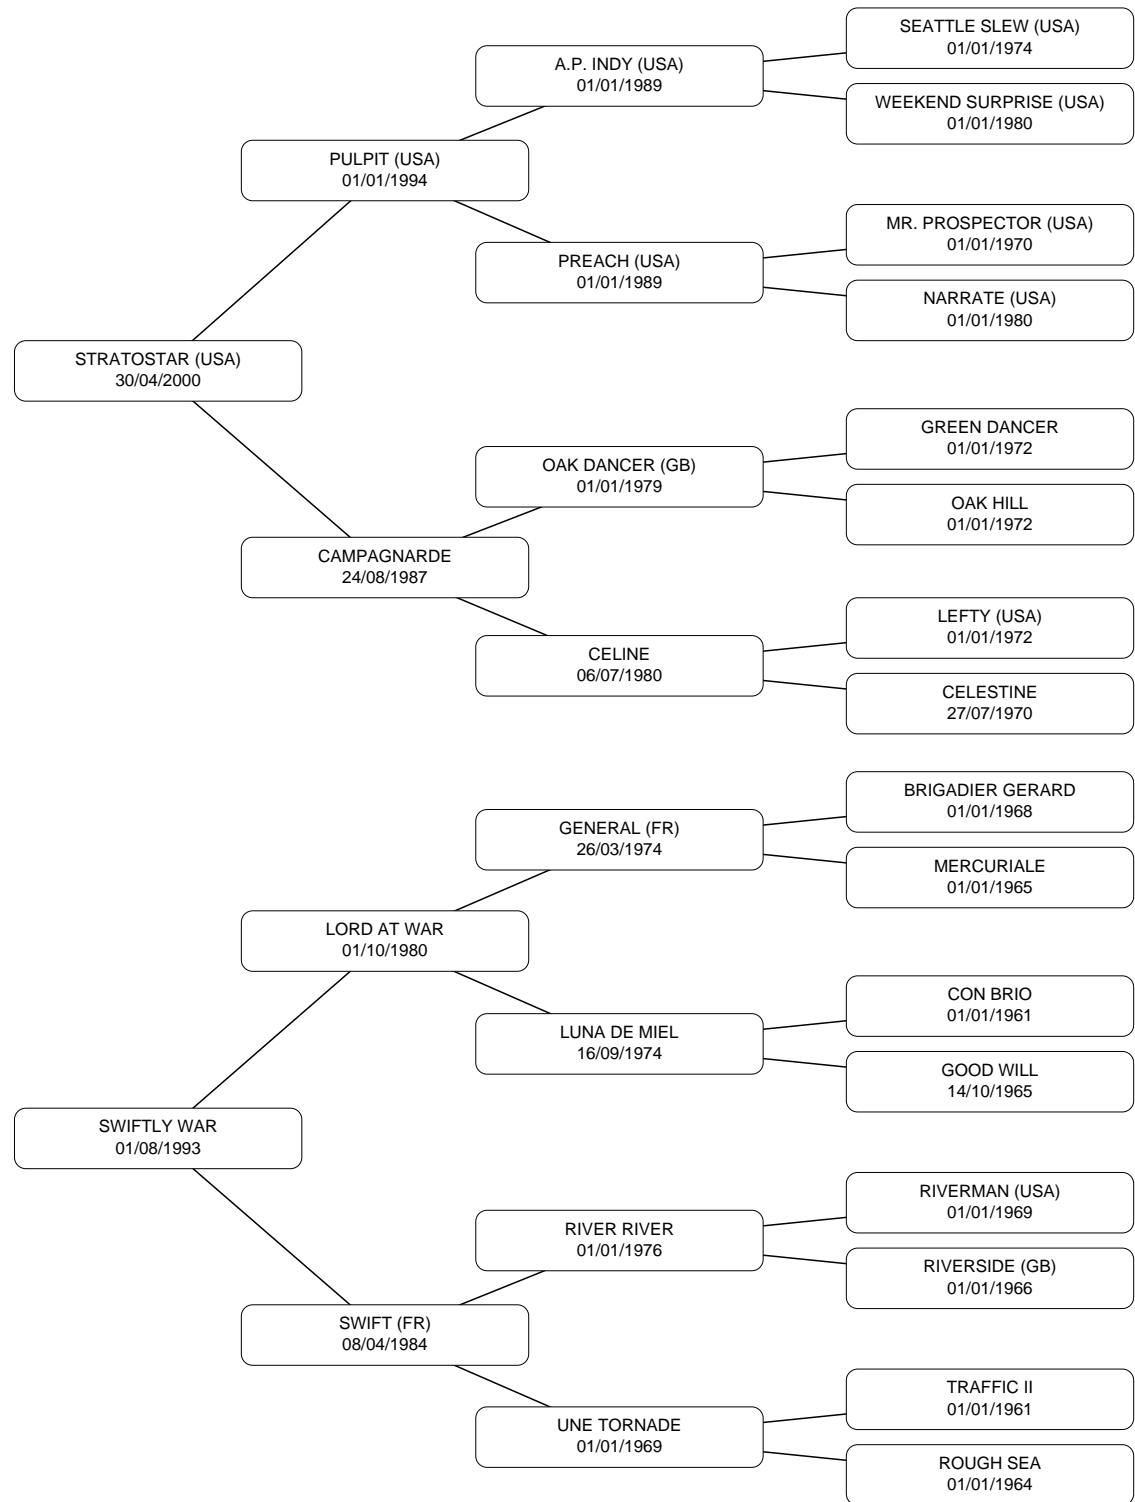 SEATTLE SLEW (USA)
01/01/1974
A.P. INDY (USA)
01/01/1989
WEEKEND SURPRISE (USA)
01/01/1980
PULPIT (USA)
01/01/1994
MR. PROSPECTOR (USA)
01/01/1970
PREACH (USA)
01/01/1989
NARRATE (USA)
01/01/1980
STRATOSTAR (USA)
30/04/2000
GREEN DANCER
01/01/1972
OAK DANCER (GB)
01/01/1979
OAK HILL
01/01/1972
CAMPAGNARDE
24/08/1987
LEFTY (USA)
01/01/1972
CELINE
06/07/1980
CELESTINE
27/07/1970
BRIGADIER GERARD
01/01/1968
GENERAL (FR)
26/03/1974
MERCURIALE
01/01/1965
LORD AT WAR
01/10/1980
CON BRIO
01/01/1961
LUNA DE MIEL
16/09/1974
GOOD WILL
14/10/1965
SWIFTLY WAR
01/08/1993
RIVERMAN (USA)
01/01/1969
RIVER RIVER
01/01/1976
RIVERSIDE (GB)
01/01/1966
SWIFT (FR)
08/04/1984
TRAFFIC II
01/01/1961
UNE TORNADE
01/01/1969
ROUGH SEA
01/01/1964